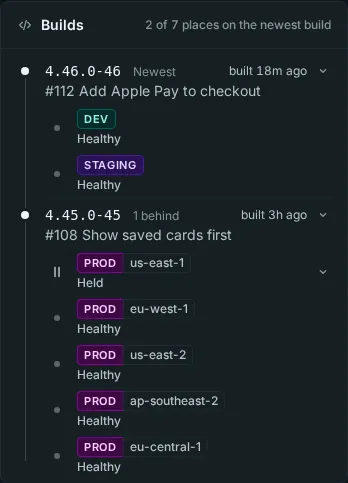 Builds 2 of 7 places on the newest build
4.46.0-46 Newest built 18m ago
#112 Add Apple Pay to checkout
DEV
Healthy
STAGING
Healthy
4.45.0-45 1 behind built 3h ago
#108 Show saved cards first
PROD us-east-1
Held
PROD eu-west-1
Healthy
PROD us-east-2
Healthy
PROD ap-southeast-2
Healthy
PROD eu-central-1
Healthy